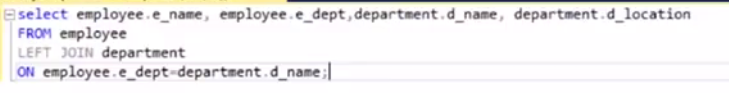 select employee.e_name, employee.e_dept,department.d_name, department.d_location
FROM employee
LEFT JOIN department
ON employee.e_dept=department.d_name;